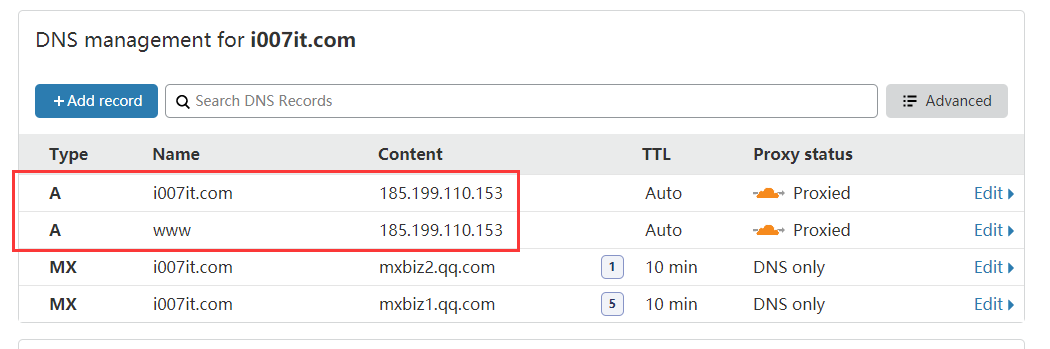 DNS management for i007it.com
+Add record Search DNS Records Advanced
Type Name Content TTL Proxy status
A i007it.com 185.199.110.153 Auto Proxied Edit
A www 185.199.110.153 Auto Proxied Edit
MX i007it.com mxbiz2.qq.com 1 10 min DNS only Edit
MX i007it.com mxbiz1.qq.com 5 10 min DNS only Edit